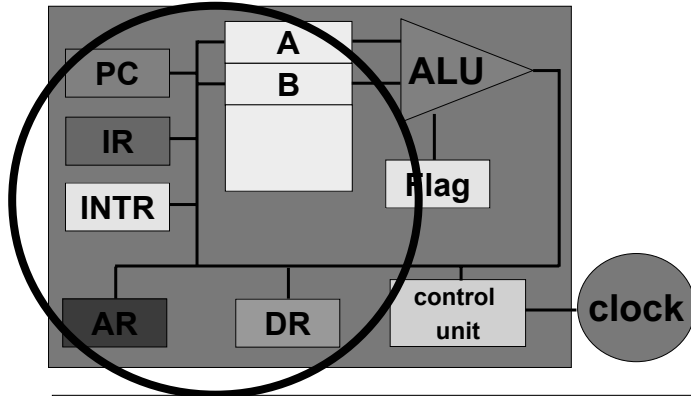 A
PC
ALU
B
IR
Flag
INTR
control
unit
clock
AR
DR